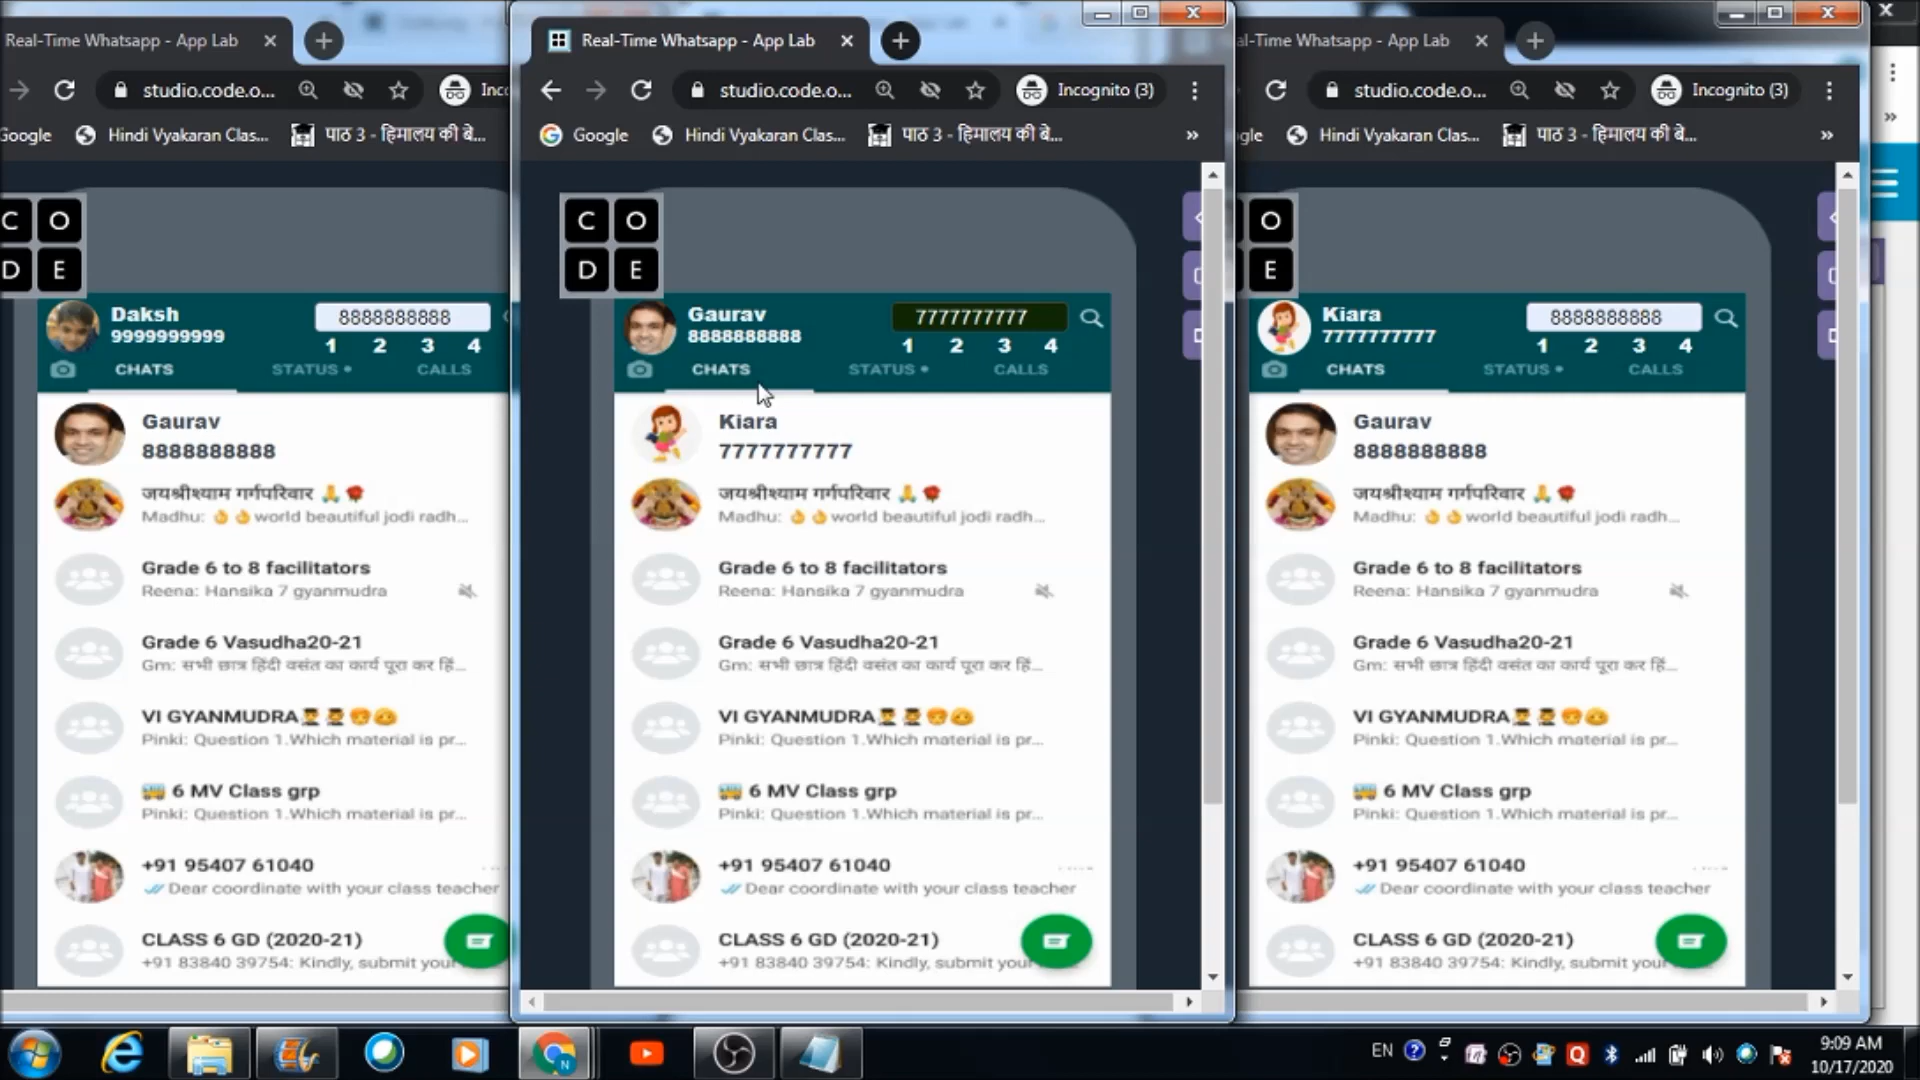 Real-Time Whatsapp - App Lab
studio.code.o...
Inc
Google
Hindi Vyakaran Clas...
पाठ 3 - हिमालय की बे...
C O
D E
Daksh
9999999999
8888888888
1 2 3 4
CHATS
STATUS •
CALLS
Gaurav
8888888888
जयश्रीश्याम गर्गपरिवार 🙏🌹
Madhu: 👌👌world beautiful jodi radh...
Grade 6 to 8 facilitators
Reena: Hansika 7 gyanmudra
Grade 6 Vasudha20-21
Gm: सभी छात्र हिंदी वसंत का कार्य पूरा कर हिं...
VI GYANMUDRA
Pinki: Question 1.Which material is pr...
🚌 6 MV Class grp
Pinki: Question 1.Which material is pr...
+91 95407 61040
Dear coordinate with your class teacher
CLASS 6 GD (2020-21)
+91 83840 39754: Kindly, submit your
Real-Time Whatsapp - App Lab
studio.code.o...
Incognito (3)
Google
Hindi Vyakaran Clas...
पाठ 3 - हिमालय की बे...
»
C O
D E
Gaurav
8888888888
7777777777
1 2 3 4
CHATS
STATUS •
CALLS
Kiara
7777777777
जयश्रीश्याम गर्गपरिवार 🙏🌹
Madhu: 👌👌world beautiful jodi radh...
Grade 6 to 8 facilitators
Reena: Hansika 7 gyanmudra
Grade 6 Vasudha20-21
Gm: सभी छात्र हिंदी वसंत का कार्य पूरा कर हिं...
VI GYANMUDRA
Pinki: Question 1.Which material is pr...
🚌 6 MV Class grp
Pinki: Question 1.Which material is pr...
+91 95407 61040
Dear coordinate with your class teacher
CLASS 6 GD (2020-21)
+91 83840 39754: Kindly, submit your
al-Time Whatsapp - App Lab
studio.code.o...
Incognito (3)
gle
Hindi Vyakaran Clas...
पाठ 3 - हिमालय की बे...
»
O
E
Kiara
7777777777
8888888888
1 2 3 4
CHATS
STATUS •
CALLS
Gaurav
8888888888
जयश्रीश्याम गर्गपरिवार 🙏🌹
Madhu: 👌👌world beautiful jodi radh...
Grade 6 to 8 facilitators
Reena: Hansika 7 gyanmudra
Grade 6 Vasudha20-21
Gm: सभी छात्र हिंदी वसंत का कार्य पूरा कर हिं...
VI GYANMUDRA
Pinki: Question 1.Which material is pr...
🚌 6 MV Class grp
Pinki: Question 1.Which material is pr...
+91 95407 61040
Dear coordinate with your class teacher
CLASS 6 GD (2020-21)
+91 83840 39754: Kindly, submit your
»
EN
9:09 AM
10/17/2020